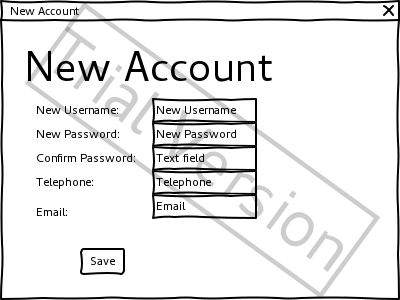 New Account
New Account
New Username: New Username
New Password: New Password
Confirm Password: Text field
Telephone: Telephone
Email: Email
Save
Trial Version